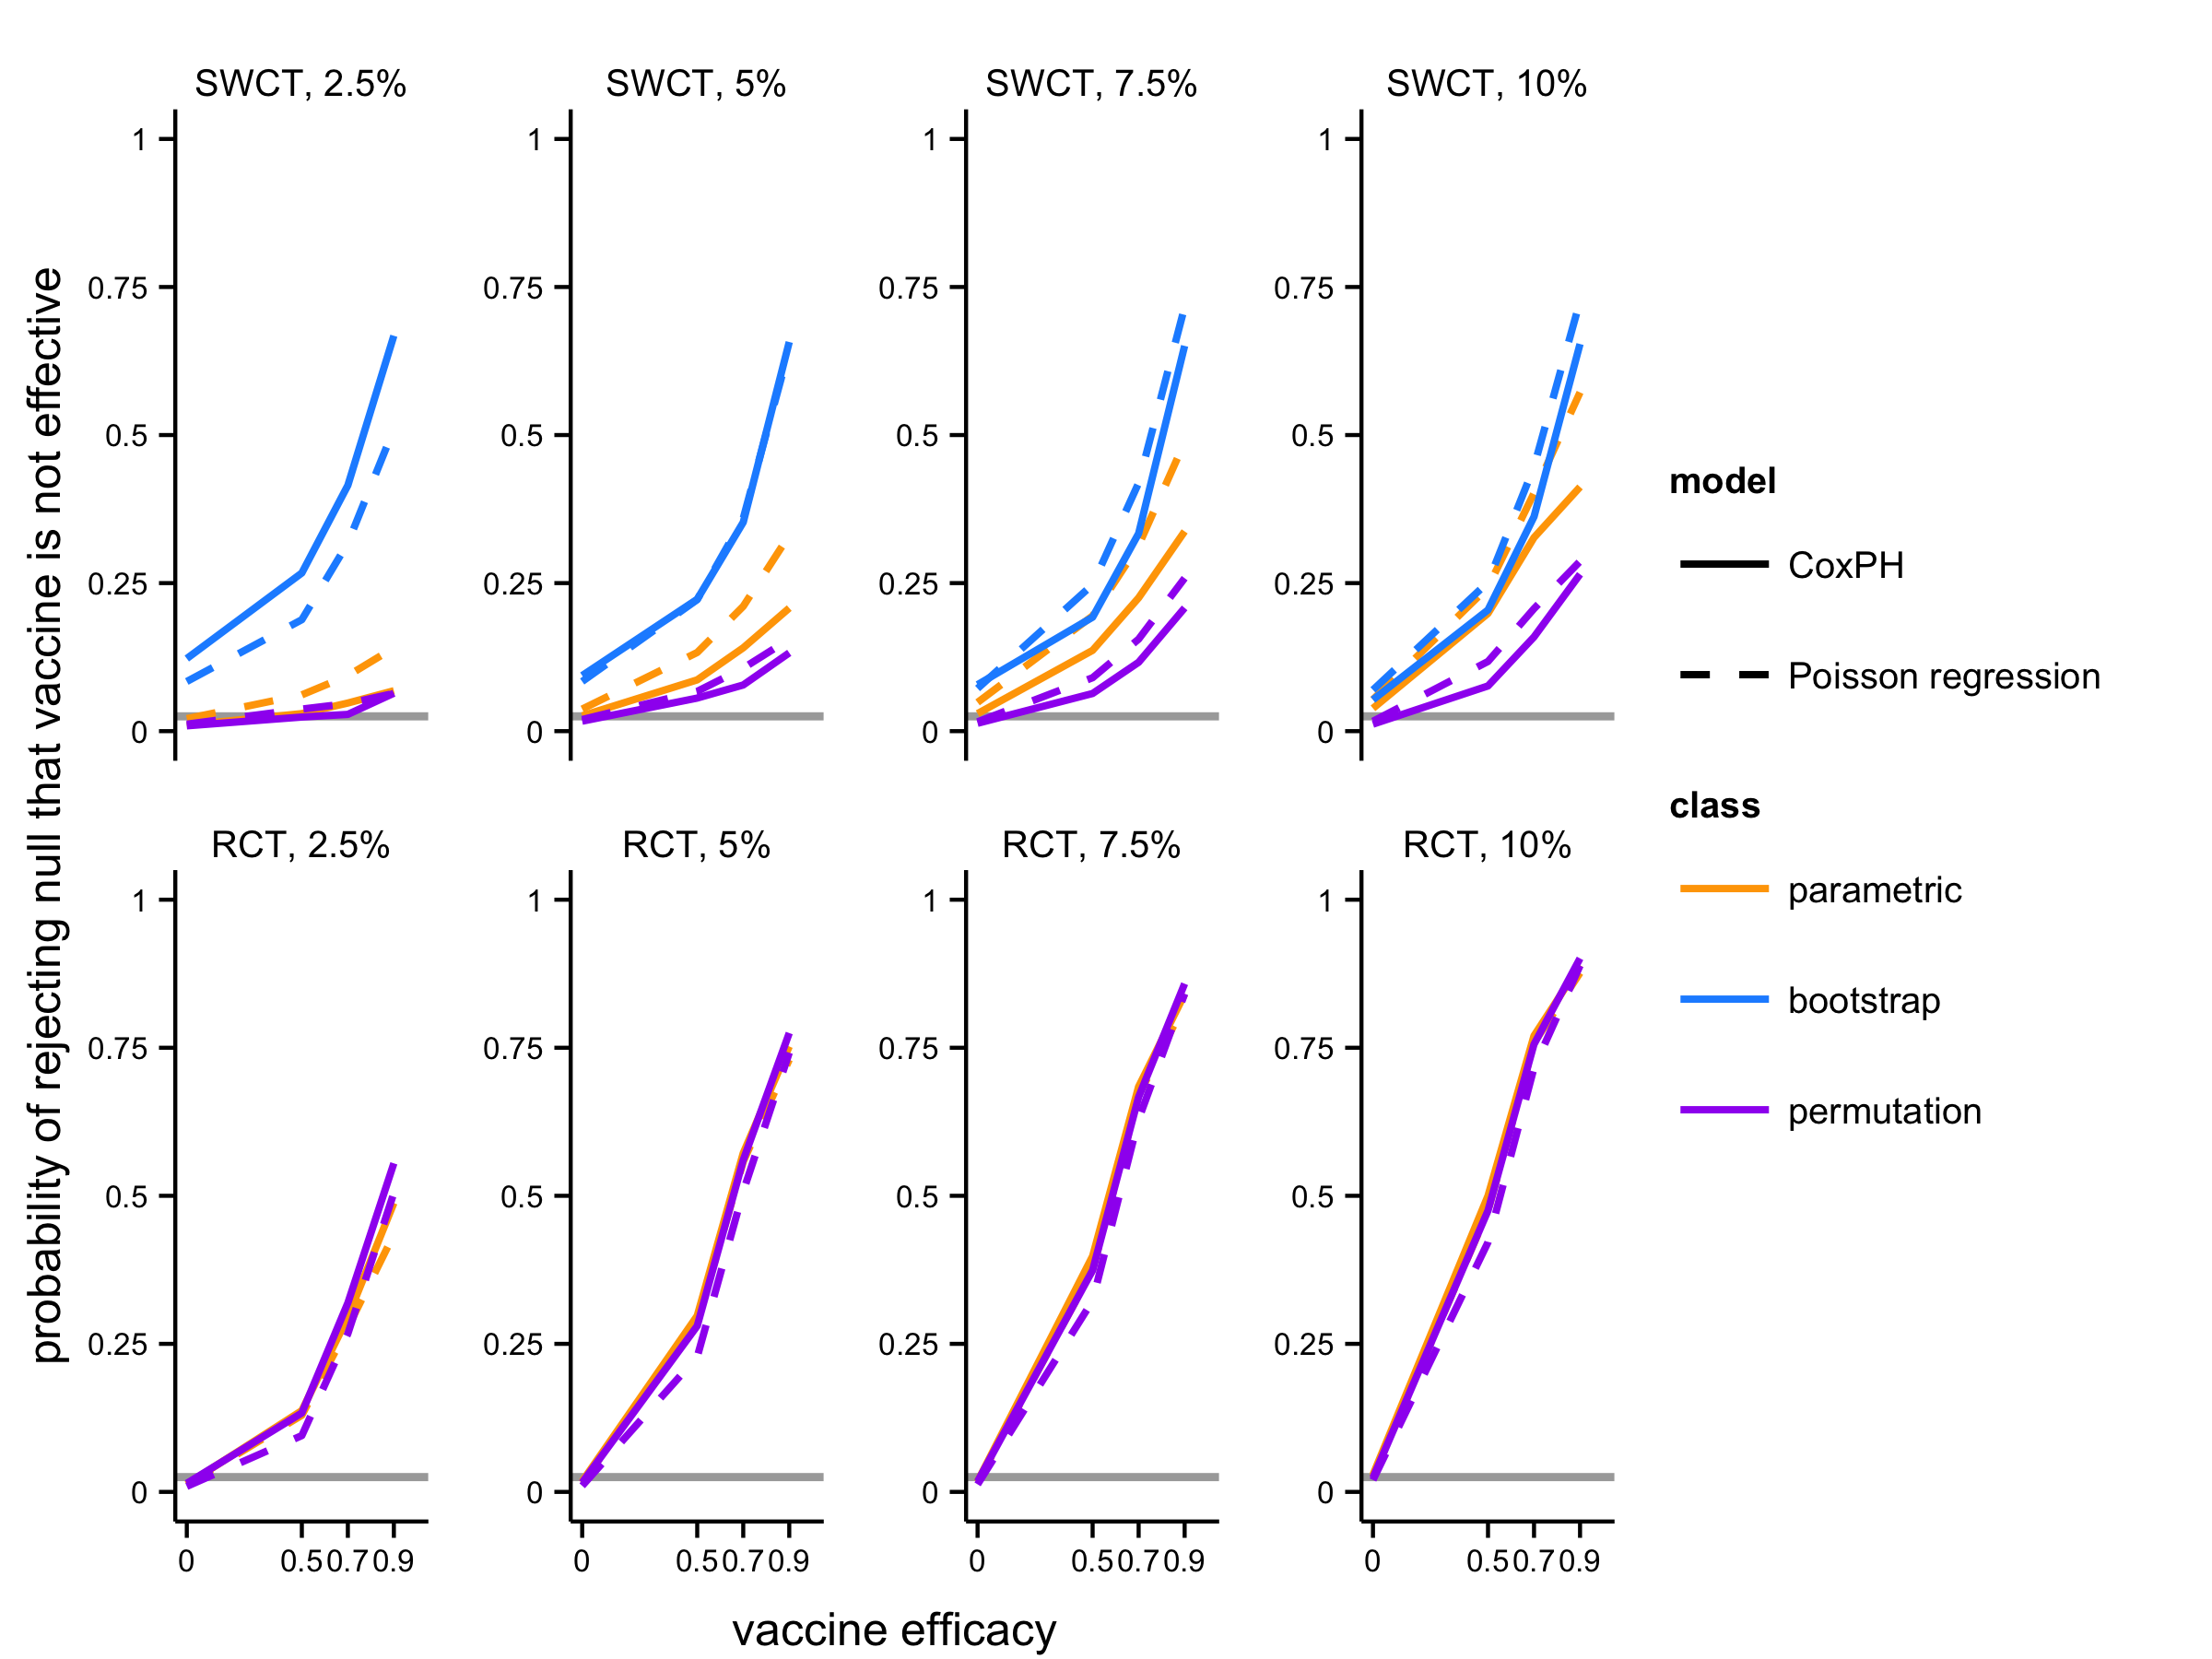 SWCT, 2.5%
SWCT, 5%
SWCT, 7.5%
SWCT, 10%
1
0.75
0.5
0.25
0
1
0.75
0.5
0.25
0
1
0.75
0.5
0.25
0
1
0.75
0.5
0.25
0
probability of rejecting null that vaccine is not effective
RCT, 2.5%
RCT, 5%
RCT, 7.5%
RCT, 10%
1
0.75
0.5
0.25
0
1
0.75
0.5
0.25
0
1
0.75
0.5
0.25
0
1
0.75
0.5
0.25
0
0 0.5 0.7 0.9
0 0.5 0.7 0.9
0 0.5 0.7 0.9
0 0.5 0.7 0.9
vaccine efficacy
model
CoxPH
Poisson regression
class
parametric
bootstrap
permutation